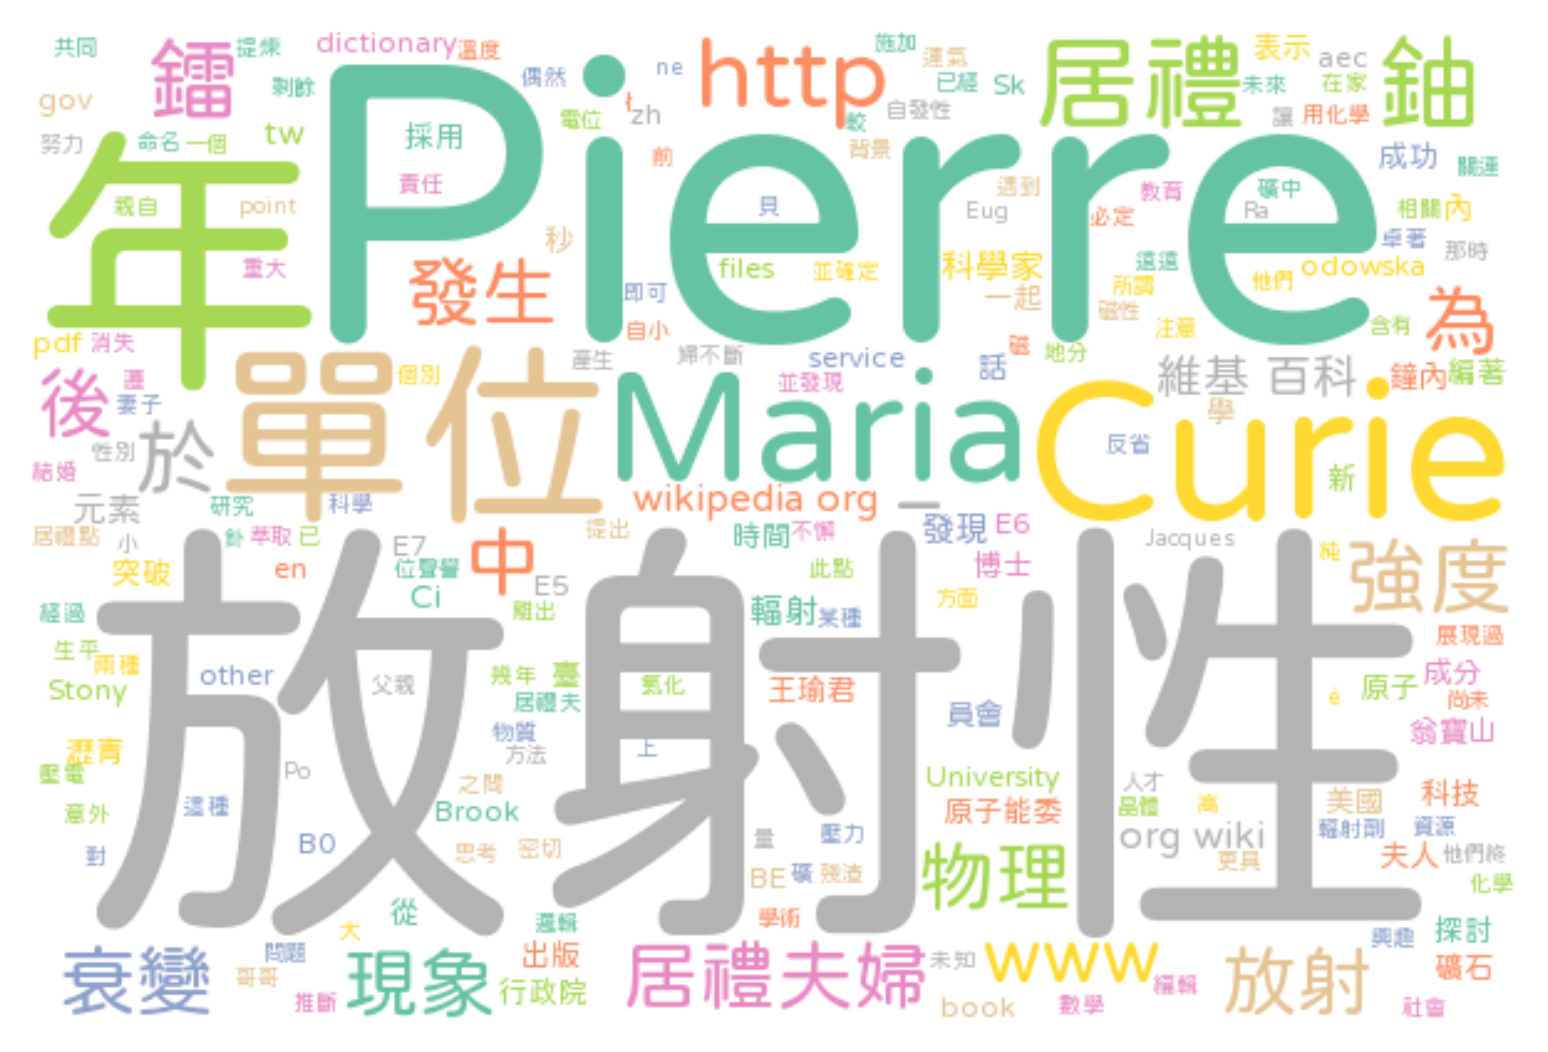 共同 鐳 提煉 dictionary 溫度 偶然 ne http 施加 運氣 居禮 表示 aec 鈾
gov 剩餘 Pierre 電位 zh 已經 Sk 自發性 未來 在家 讓 用化學
努力 命名 一個 tw 採用 前 較 背景 成功 關連
年 親自 責任 point 貝 遇到 Eug 教育 必定 礦中 Ra 相關 內
重大 發生 秒 files 並確定 科學家 遠遠 卓著 那時
即可 一起 所謂 他們 odowska
pdf 消失 自小 磁性 注意 含有 為
後 妻子 單位 個別 產生 婦不斷 service 並發現 話 磁 地分 維基 百科 鐘內 編著
性別 於 Maria Curie 學 反省 新
結婚 元素 研究 科學 wikipedia org 一
居禮點 小 針 萃取 已 E7 中 提出 時間 不懈 發現 E6 Jacques 純 強度
突破 en 位聲譽 Ci E5 此點 博士
經過 放射性 離出 輻射 某種 方面 展現過
生平 兩種 other 父親 幾年 臺 氦化 王瑜君 原子 成分
Stony 居禮夫 員會 è 尚未
瀝青 物質 上 翁寶山
壓電 Po 方法 之間 University 人才 科技
意外 這種 Brook 原子能委 晶體 高 美國
對 B0 思考 密切 量 壓力 org wiki 輻射劑 資源
BE 礦 殘渣 物理 更具 夫人 他們終
化學
大 從 邏輯 學術 興趣 探討
衰變 問題 哥哥 現象 出版 居禮夫婦 未知 www 編輯 放射 礦石
推斷 行政院 book 數學 社會